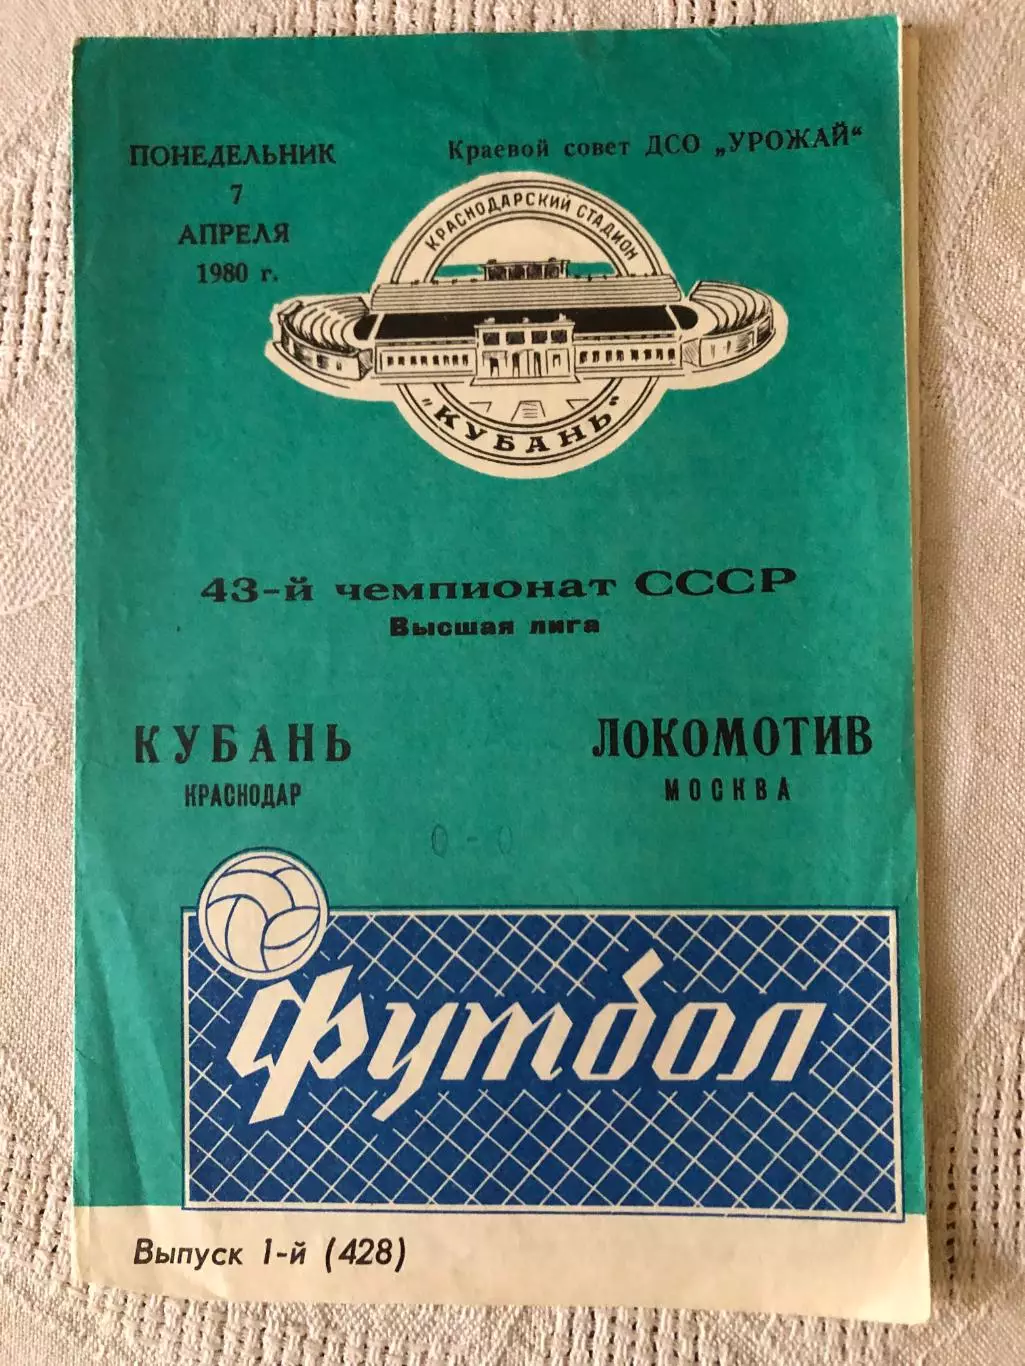 ПОНЕДЕЛЬНИК
7
АПРЕЛЯ
1980 г.
Краевой совет ДСО „УРОЖАЙ“
КРАСНОДАРСКИЙ СТАДИОН
„КУБАНЬ“
43-й чемпионат СССР
Высшая лига
КУБАНЬ
КРАСНОДАР
ЛОКОМОТИВ
МОСКВА
0 - 0
Футбол
Выпуск 1-й (428)